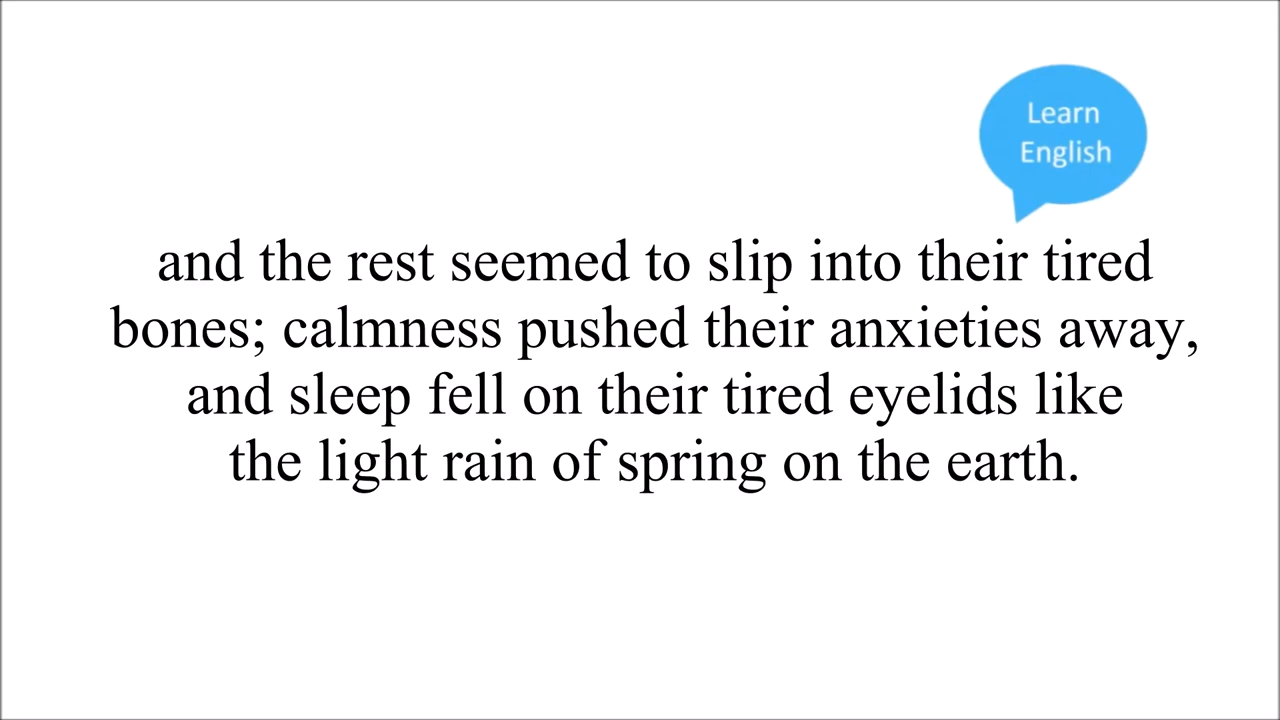 Learn
English
and the rest seemed to slip into their tired
bones; calmness pushed their anxieties away,
and sleep fell on their tired eyelids like
the light rain of spring on the earth.